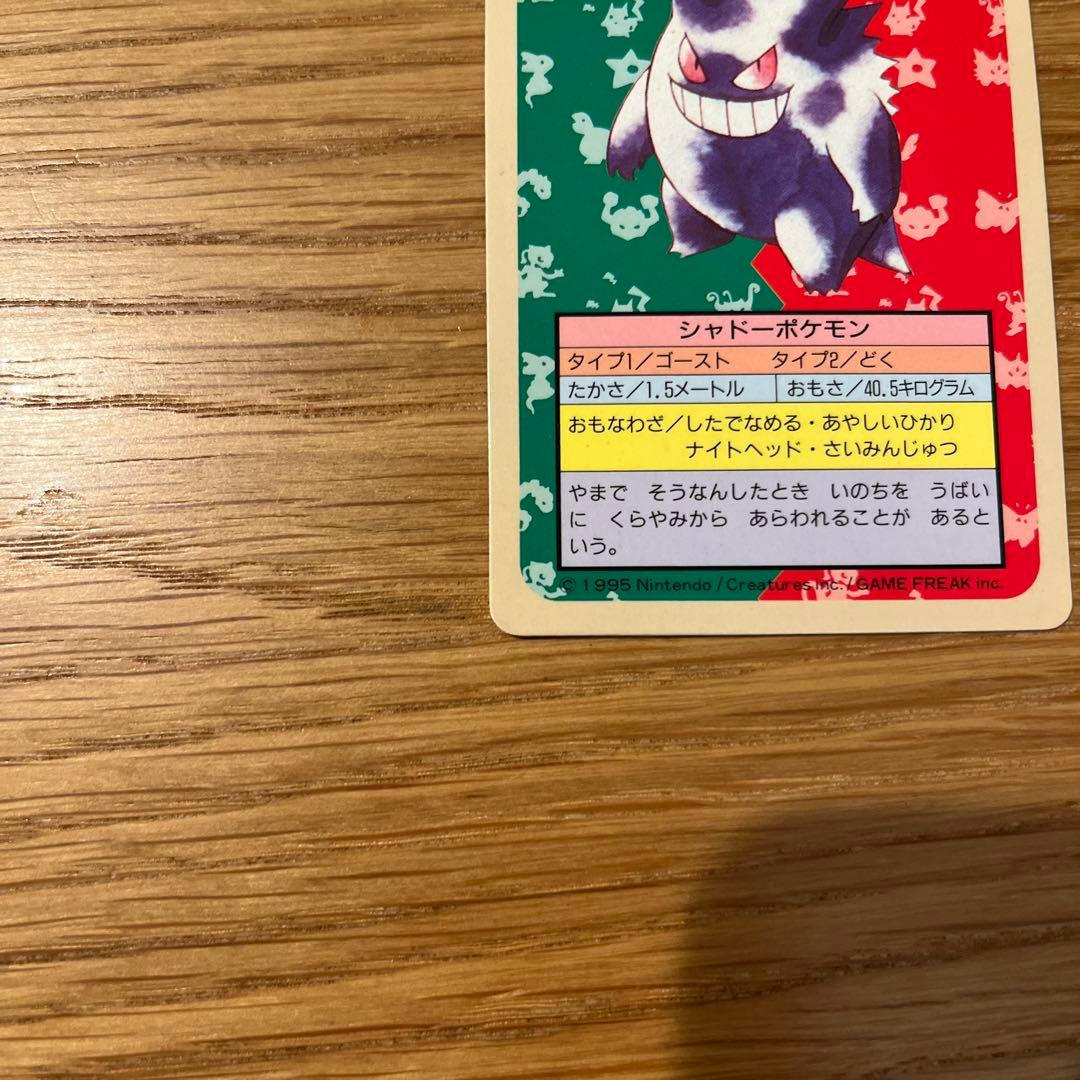 シャドーポケモン
タイプ1/ゴースト　タイプ2/どく
たかさ/1.5メートル　おもさ/40.5キログラム
おもなわざ/したでなめる・あやしいひかり
ナイトヘッド・さいみんじゅつ
やまで　そうなんしたとき　いのちを　うばい
に　くらやみから　あらわれることが　あると
いう。
© 1995 Nintendo / Creatures inc. / GAME FREAK inc.